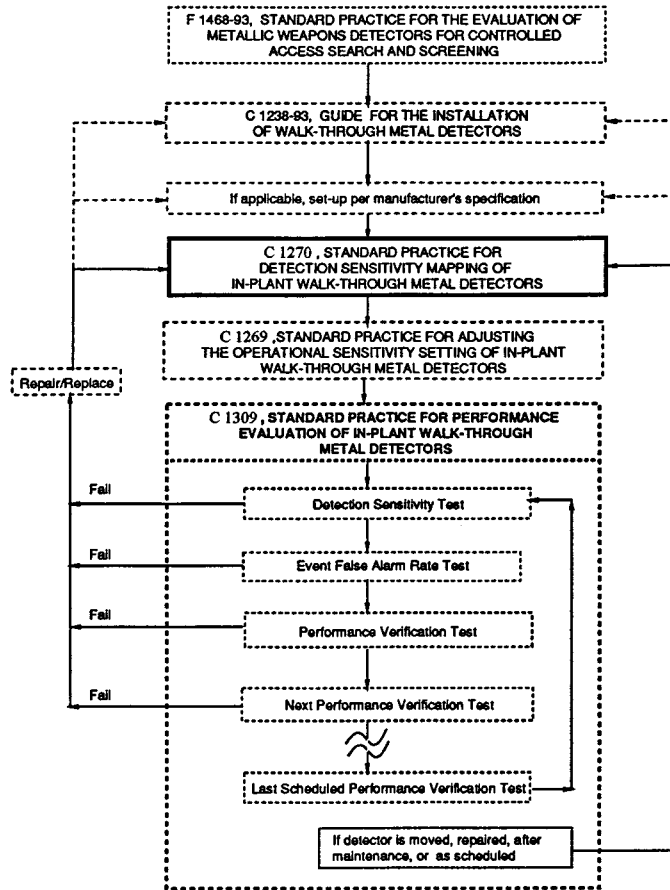 F 1468-93, STANDARD PRACTICE FOR THE EVALUATION OF
METALLIC WEAPONS DETECTORS FOR CONTROLLED
ACCESS SEARCH AND SCREENING
C 1238-93, GUIDE FOR THE INSTALLATION
OF WALK-THROUGH METAL DETECTORS
If applicable, set-up per manufacturer's specification
C 1270 , STANDARD PRACTICE FOR
DETECTION SENSITIVITY MAPPING OF
IN-PLANT WALK-THROUGH METAL DETECTORS
C 1269 ,STANDARD PRACTICE FOR ADJUSTING
THE OPERATIONAL SENSITIVITY SETTING OF IN-PLANT
WALK-THROUGH METAL DETECTORS
Repair/Replace
C 1309 , STANDARD PRACTICE FOR PERFORMANCE
EVALUATION OF IN-PLANT WALK-THROUGH
METAL DETECTORS
Fail
Detection Sensitivity Test
Fail
Event False Alarm Rate Test
Fail
Performance Verification Test
Fail
Next Performance Verification Test
Last Scheduled Performance Verification Test
If detector is moved, repaired, after
maintenance, or as scheduled